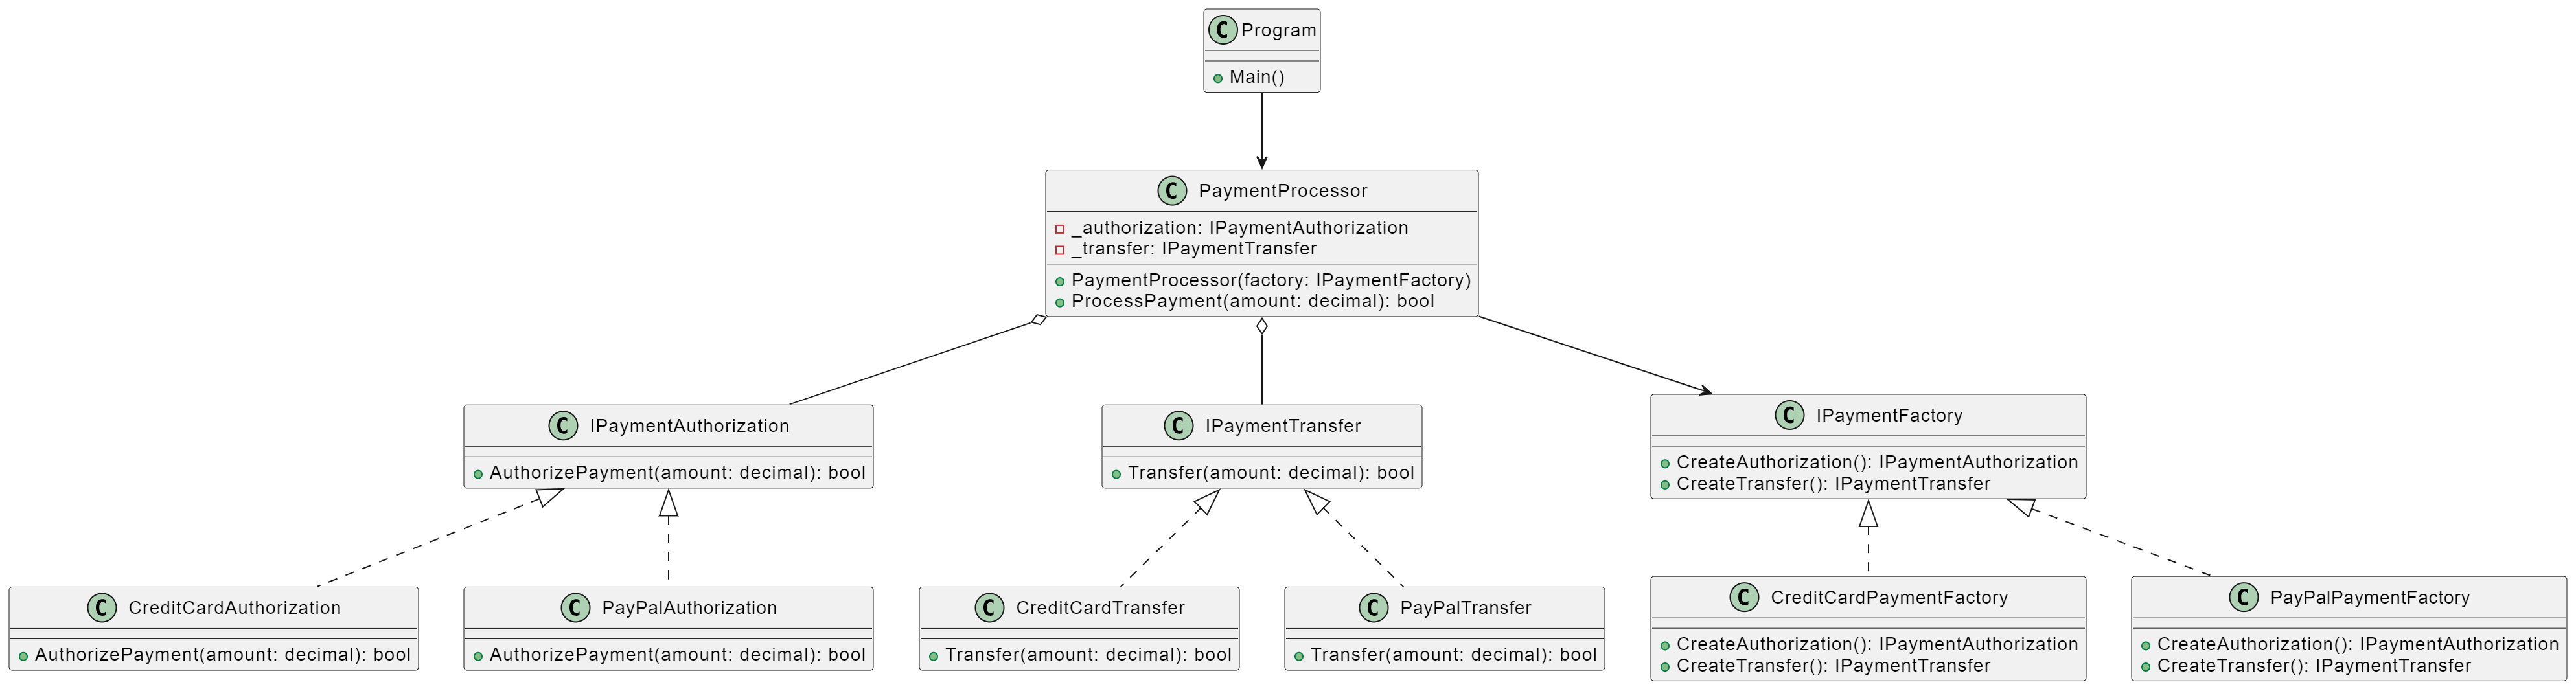 C Program
Main()
C PaymentProcessor
_authorization: IPaymentAuthorization
_transfer: IPaymentTransfer
PaymentProcessor(factory: IPaymentFactory)
ProcessPayment(amount: decimal): bool
C IPaymentAuthorization
AuthorizePayment(amount: decimal): bool
C IPaymentTransfer
Transfer(amount: decimal): bool
C IPaymentFactory
CreateAuthorization(): IPaymentAuthorization
CreateTransfer(): IPaymentTransfer
C CreditCardAuthorization
AuthorizePayment(amount: decimal): bool
C PayPalAuthorization
AuthorizePayment(amount: decimal): bool
C CreditCardTransfer
Transfer(amount: decimal): bool
C PayPalTransfer
Transfer(amount: decimal): bool
C CreditCardPaymentFactory
CreateAuthorization(): IPaymentAuthorization
CreateTransfer(): IPaymentTransfer
C PayPalPaymentFactory
CreateAuthorization(): IPaymentAuthorization
CreateTransfer(): IPaymentTransfer